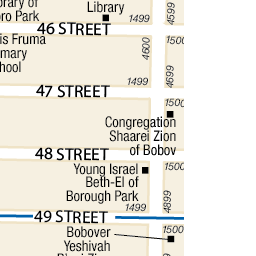 brary of
ro Park
Library
1499
4599
46 STREET
is Fruma
mary
hool
4600
1500
1499
4699
47 STREET
1500
Congregation
Shaarei Zion
of Bobov
48 STREET
1500
Young Israel
Beth-El of
Borough Park
1499
4899
49 STREET
1500
Bobover
Yeshivah